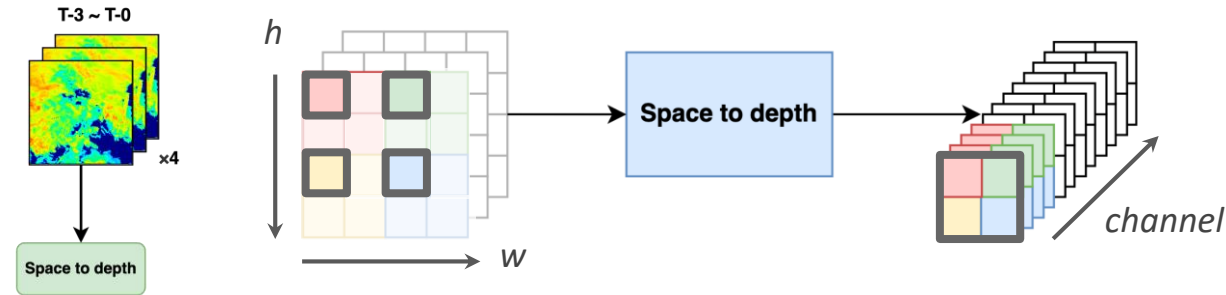 T-3 ~ T-0
×4
Space to depth
h
w
Space to depth
channel